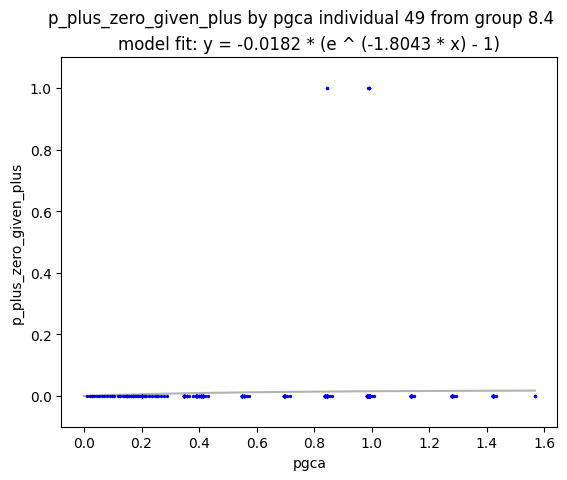 p_plus_zero_given_plus by pgca individual 49 from group 8.4
model fit: y = -0.0182 * (e ^ (-1.8043 * x) - 1)
1.0
0.8
0.6
0.4
0.2
0.0
p_plus_zero_given_plus
0.0 0.2 0.4 0.6 0.8 1.0 1.2 1.4 1.6
pgca